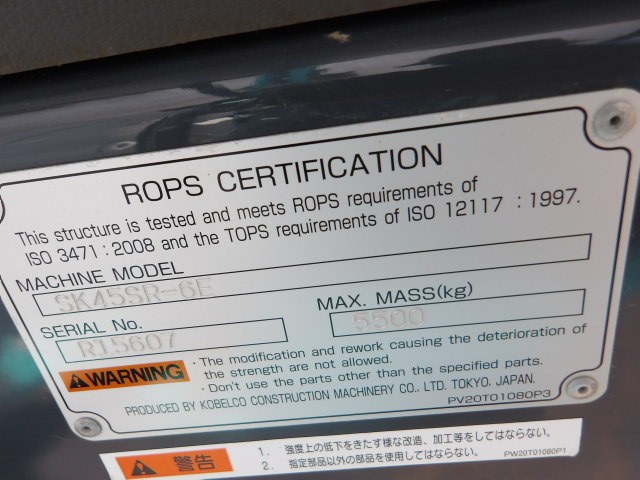 ROPS CERTIFICATION
This structure is tested and meets ROPS requirements of
ISO 3471 : 2008 and the TOPS requirements of ISO 12117 : 1997.
MACHINE MODEL
SK45SR-6E
SERIAL No.
R15607
MAX. MASS(kg)
5500
WARNING
· The modification and rework causing the deterioration of
the strength are not allowed.
· Don't use the parts other than the specified parts.
PRODUCED BY KOBELCO CONSTRUCTION MACHINERY CO., LTD. TOKYO, JAPAN.
PV20T01080P3
警告
1. 強度上の低下をきたす様な改造、加工等をしてはならない。
2. 指定部品以外の部品を使用してはならない。
PW20T01080P1